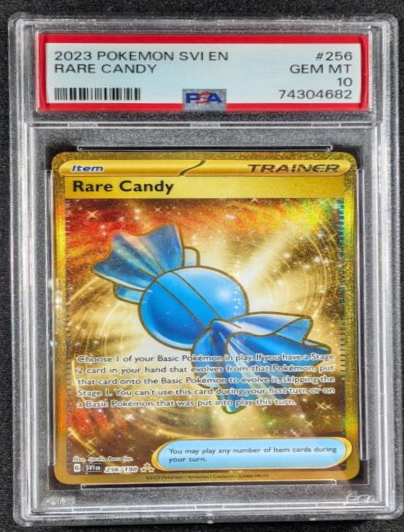 2023 POKEMON SVI EN #256
RARE CANDY GEM MT
10
PSA 74304682
Item TRAINER
Rare Candy
Choose 1 of your Basic Pokémon in play. If you have a Stage
2 card in your hand that evolves from that Pokémon, put
that card onto the Basic Pokémon to evolve it, skipping the
Stage 1. You can't use this card during your first turn or on
a Basic Pokémon that was put into play this turn.
You may play any number of Item cards during
your turn.
SVI EN 256/198